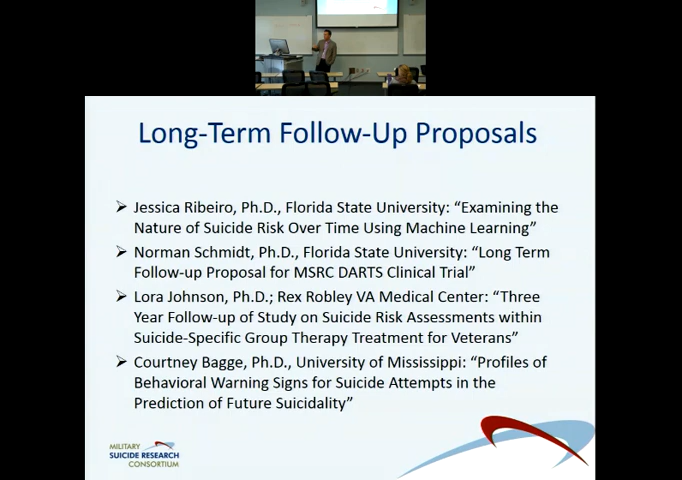 Long-Term Follow-Up Proposals
➢ Jessica Ribeiro, Ph.D., Florida State University: “Examining the
Nature of Suicide Risk Over Time Using Machine Learning”
➢ Norman Schmidt, Ph.D., Florida State University: “Long Term
Follow-up Proposal for MSRC DARTS Clinical Trial”
➢ Lora Johnson, Ph.D.; Rex Robley VA Medical Center: “Three
Year Follow-up of Study on Suicide Risk Assessments within
Suicide-Specific Group Therapy Treatment for Veterans”
➢ Courtney Bagge, Ph.D., University of Mississippi: “Profiles of
Behavioral Warning Signs for Suicide Attempts in the
Prediction of Future Suicidality”
MILITARY
SUICIDE RESEARCH
CONSORTIUM